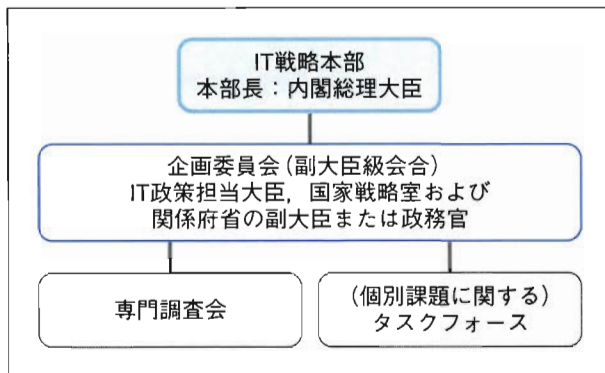 IT戦略本部
本部長：内閣総理大臣
企画委員会（副大臣級会合）
IT政策担当大臣，国家戦略室および
関係府省の副大臣または政務官
専門調査会
（個別課題に関する）
タスクフォース